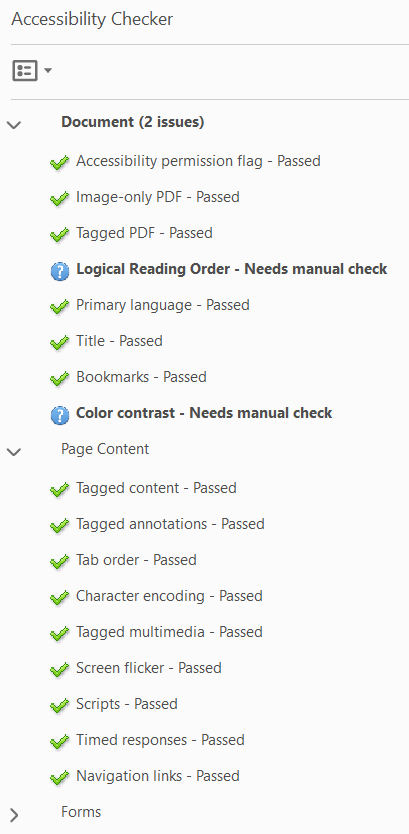 Accessibility Checker
Document (2 issues)
Accessibility permission flag - Passed
Image-only PDF - Passed
Tagged PDF - Passed
Logical Reading Order - Needs manual check
Primary language - Passed
Title - Passed
Bookmarks - Passed
Color contrast - Needs manual check
Page Content
Tagged content - Passed
Tagged annotations - Passed
Tab order - Passed
Character encoding - Passed
Tagged multimedia - Passed
Screen flicker - Passed
Scripts - Passed
Timed responses - Passed
Navigation links - Passed
Forms